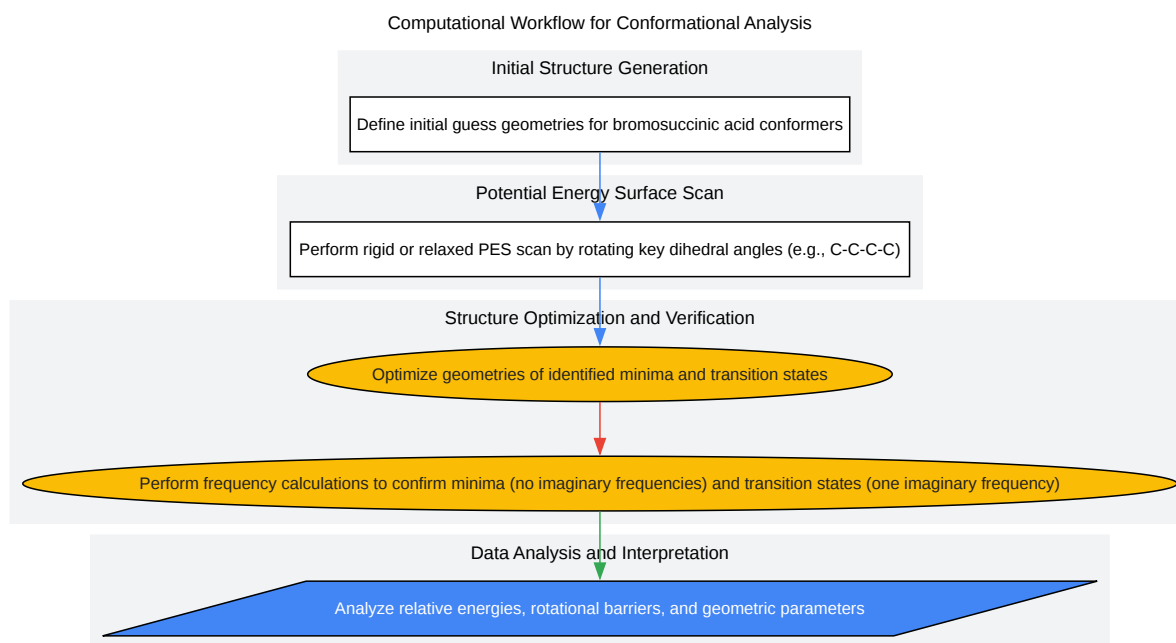 Computational Workflow for Conformational Analysis
Initial Structure Generation
Define initial guess geometries for bromosuccinic acid conformers
Potential Energy Surface Scan
Perform rigid or relaxed PES scan by rotating key dihedral angles (e.g., C-C-C-C)
Structure Optimization and Verification
Optimize geometries of identified minima and transition states
Perform frequency calculations to confirm minima (no imaginary frequencies) and transition states (one imaginary frequency)
Data Analysis and Interpretation
Analyze relative energies, rotational barriers, and geometric parameters